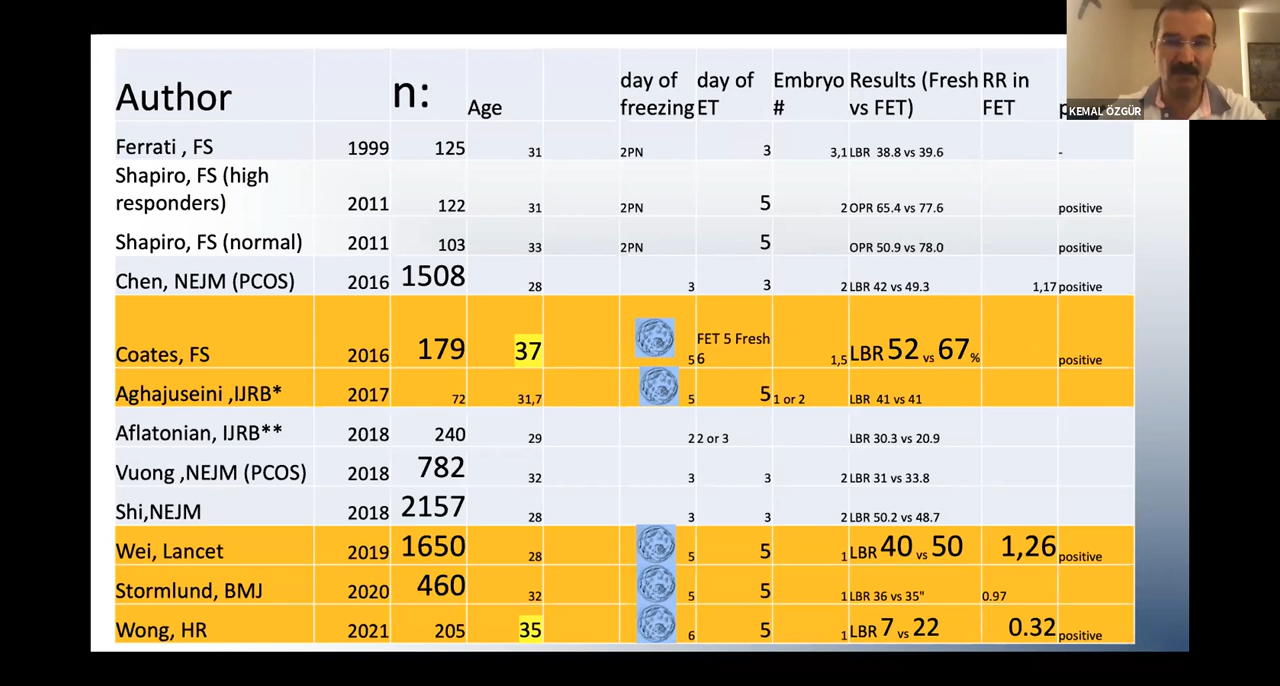 Author n: Age day of freezing day of ET Embryo # Results (Fresh vs FET) RR in FET
KEMAL ÖZGÜR
Ferrati , FS 1999 125 31 2PN 3 3,1 LBR 38.8 vs 39.6 -
Shapiro, FS (high responders) 2011 122 31 2PN 5 2 OPR 65.4 vs 77.6 positive
Shapiro, FS (normal) 2011 103 33 2PN 5 OPR 50.9 vs 78.0 positive
Chen, NEJM (PCOS) 2016 1508 28 3 3 2 LBR 42 vs 49.3 1,17 positive
Coates, FS 2016 179 37 5 FET 5 Fresh 6 1,5 LBR 52 vs 67 % positive
Aghajuseini ,IJRB* 2017 72 31,7 5 5 1 or 2 LBR 41 vs 41
Aflatonian, IJRB** 2018 240 29 2 2 or 3 LBR 30.3 vs 20.9
Vuong ,NEJM (PCOS) 2018 782 32 3 3 2 LBR 31 vs 33.8
Shi,NEJM 2018 2157 28 3 3 2 LBR 50.2 vs 48.7
Wei, Lancet 2019 1650 28 5 5 1 LBR 40 vs 50 1,26 positive
Stormlund, BMJ 2020 460 32 5 5 1 LBR 36 vs 35" 0.97
Wong, HR 2021 205 35 6 5 1 LBR 7 vs 22 0.32 positive